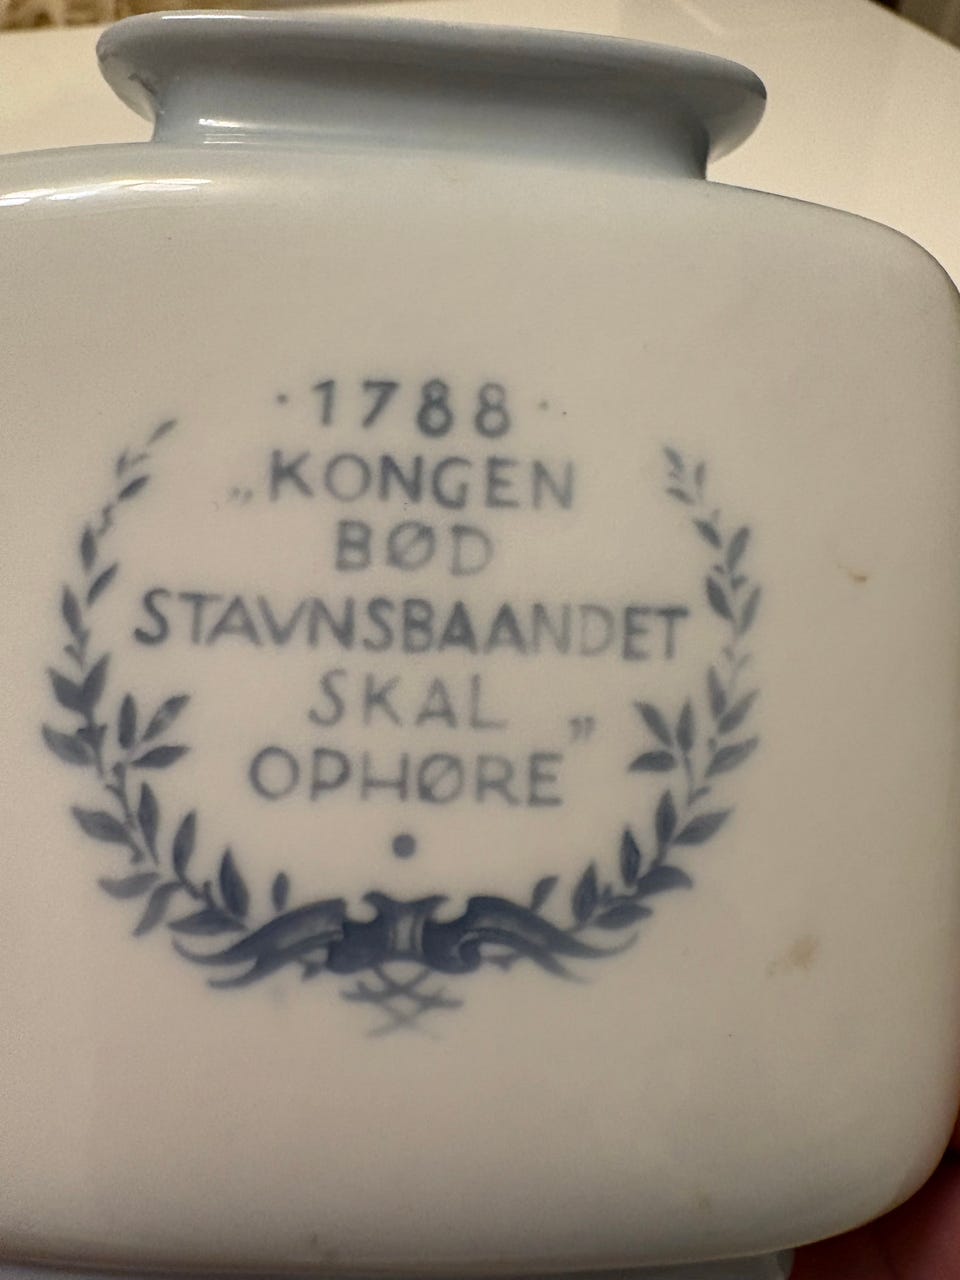 · 1788 ·
„KONGEN
BØD
STAVNSBAANDET
SKAL
OPHØRE”